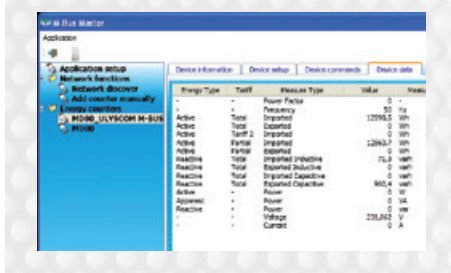 M-Bus Master
Application
Application setup
Network functions
Network discover
Add counter manually
Energy counters
MD80_ULYSCOM M-BUS
Device information Device setup Device commands Device data
Energy Type Tariff Measure Type Value
- - Power Factor 0 -
- - Frequency 50 Hz
Active Total Imported Wh
Active Total Exported 0 Wh
Active Tariff 2 Imported 0 Wh
Active Partial Imported Wh
Active Partial Exported 0 Wh
Reactive Total Imported Inductive varh
Reactive Total Exported Inductive 0 varh
Reactive Total Imported Capacitive 0 varh
Reactive Total Exported Capacitive varh
Active - Power 0 W
Apparent - Power 0 VA
Reactive - Power 0 var
- - Voltage V
- - Current 0 A